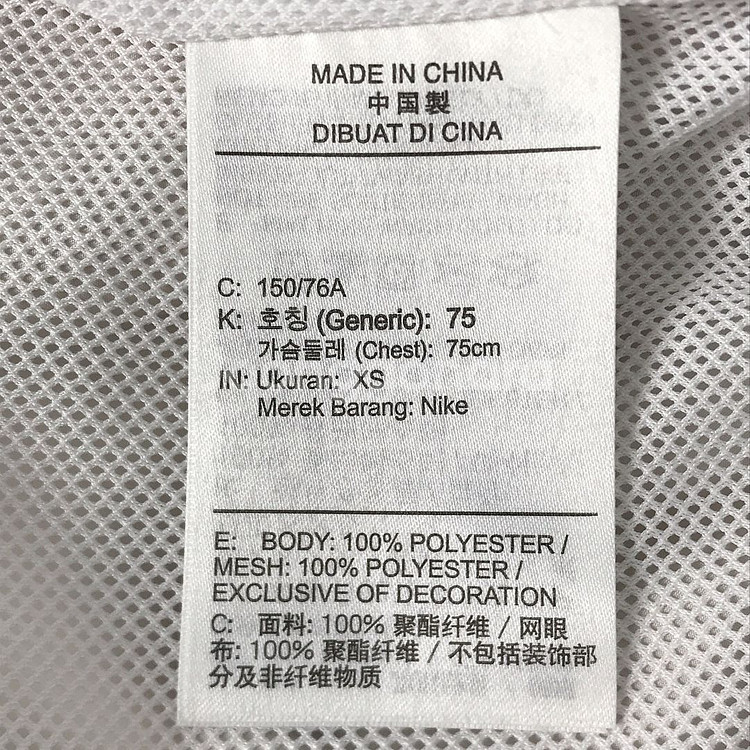 MADE IN CHINA
中国製
DIBUAT DI CINA
C: 150/76A
K: 호칭 (Generic): 75
가슴둘레 (Chest): 75cm
IN: Ukuran: XS
Merek Barang: Nike
E: BODY: 100% POLYESTER /
MESH: 100% POLYESTER /
EXCLUSIVE OF DECORATION
C: 面料: 100% 聚酯纤维 / 网眼
布: 100% 聚酯纤维 / 不包括装饰部
分及非纤维物质